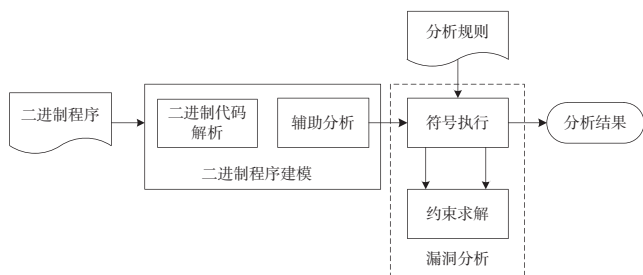 分析规则
二进制程序
二进制代码
解析
辅助分析
二进制程序建模
符号执行
分析结果
约束求解
漏洞分析